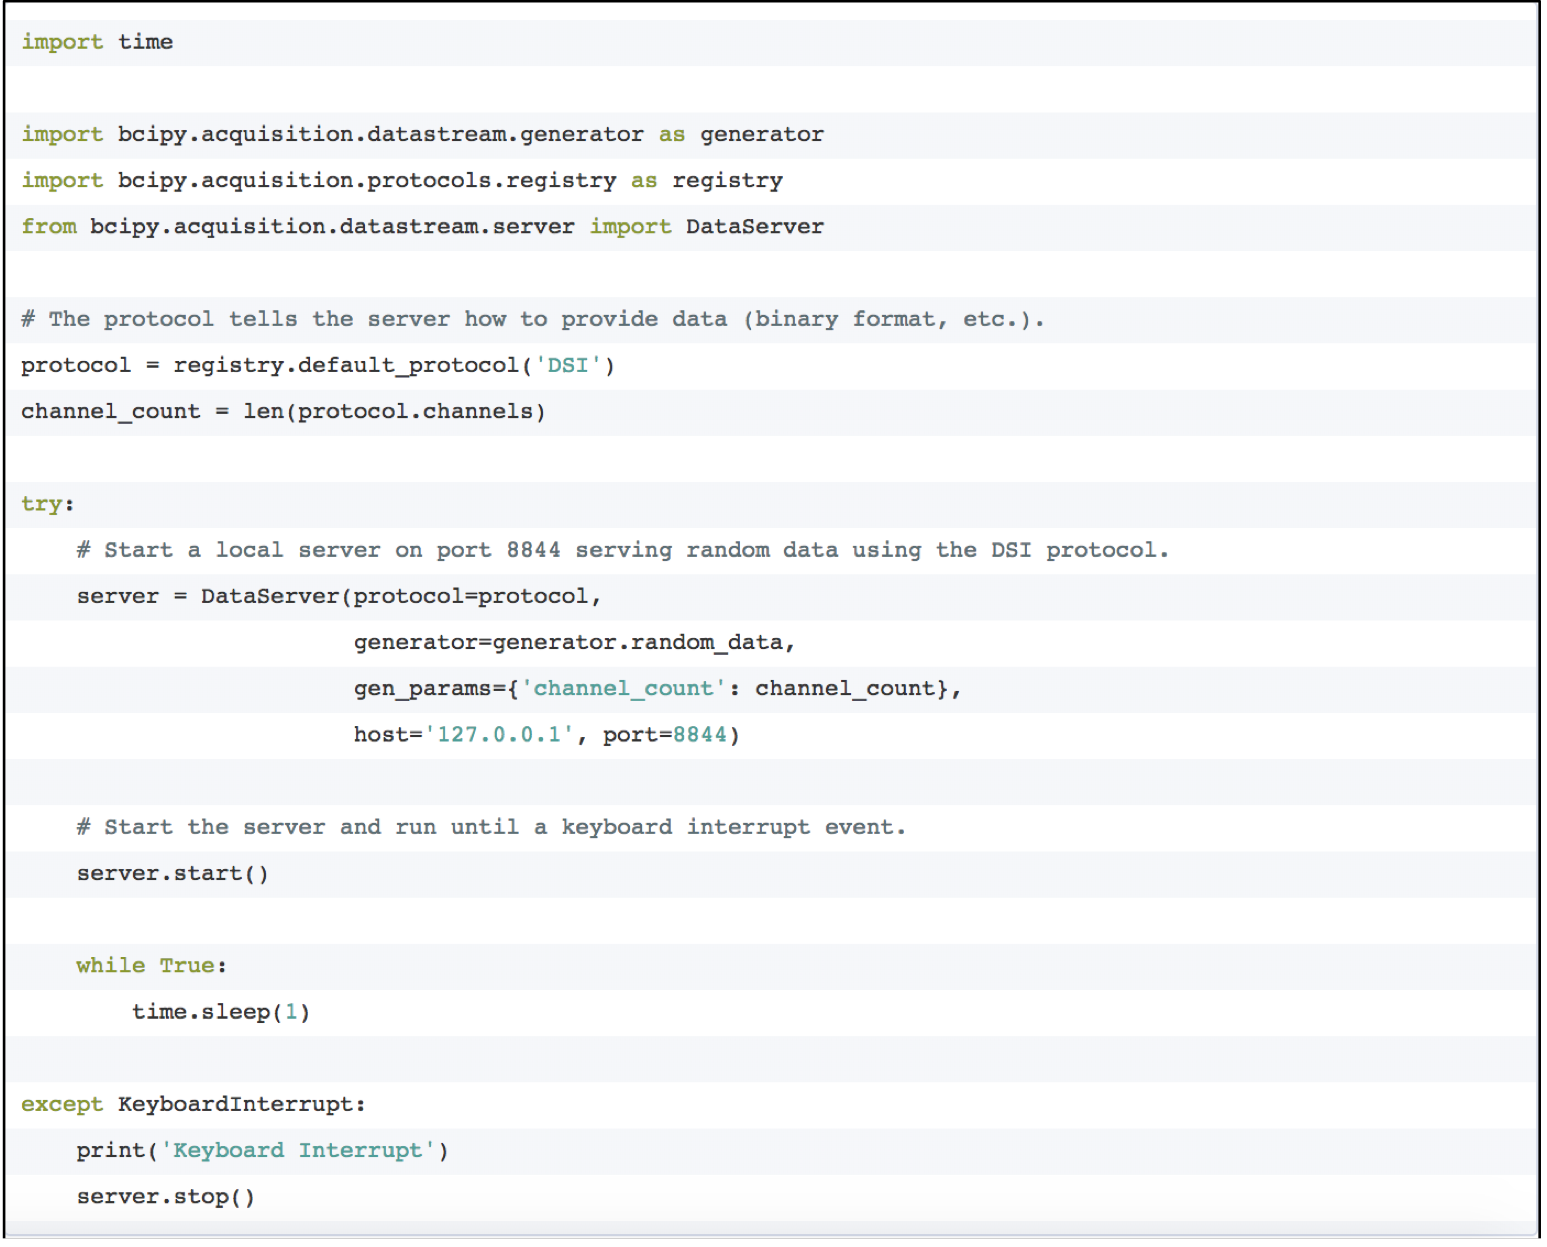 import time
import bcipy.acquisition.datastream.generator as generator
import bcipy.acquisition.protocols.registry as registry
from bcipy.acquisition.datastream.server import DataServer
# The protocol tells the server how to provide data (binary format, etc.).
protocol = registry.default_protocol('DSI')
channel_count = len(protocol.channels)
try:
    # Start a local server on port 8844 serving random data using the DSI protocol.
    server = DataServer(protocol=protocol,
                        generator=generator.random_data,
                        gen_params={'channel_count': channel_count},
                        host='127.0.0.1', port=8844)
    # Start the server and run until a keyboard interrupt event.
    server.start()
    while True:
        time.sleep(1)
except KeyboardInterrupt:
    print('Keyboard Interrupt')
    server.stop()